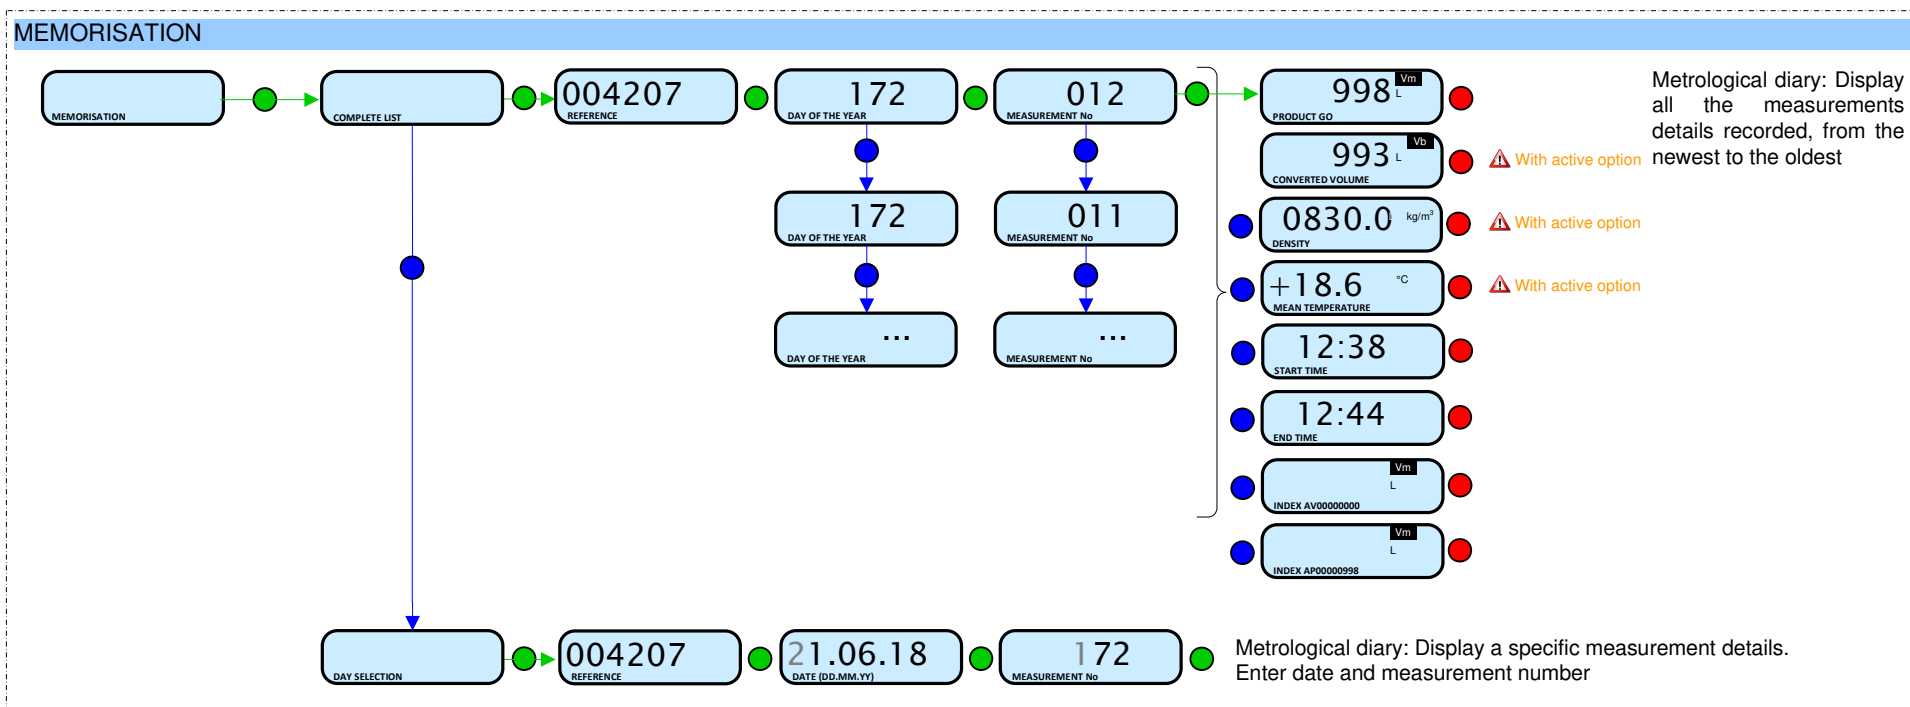 MEMORISATION
MEMORISATION
COMPLETE LIST
004207
REFERENCE
172
DAY OF THE YEAR
012
MEASUREMENT No
172
DAY OF THE YEAR
011
MEASUREMENT No
...
DAY OF THE YEAR
...
MEASUREMENT No
998 L Vm
PRODUCT GO
993 L Vb
CONVERTED VOLUME
With active option
0830.0 kg/m³
DENSITY
With active option
+18.6 °C
MEAN TEMPERATURE
With active option
12:38
START TIME
12:44
END TIME
Vm
L
INDEX AV00000000
Vm
L
INDEX AP00000998
Metrological diary: Display
all the measurements
details recorded, from the
newest to the oldest
DAY SELECTION
004207
REFERENCE
21.06.18
DATE (DD.MM.YY)
172
MEASUREMENT No
Metrological diary: Display a specific measurement details.
Enter date and measurement number